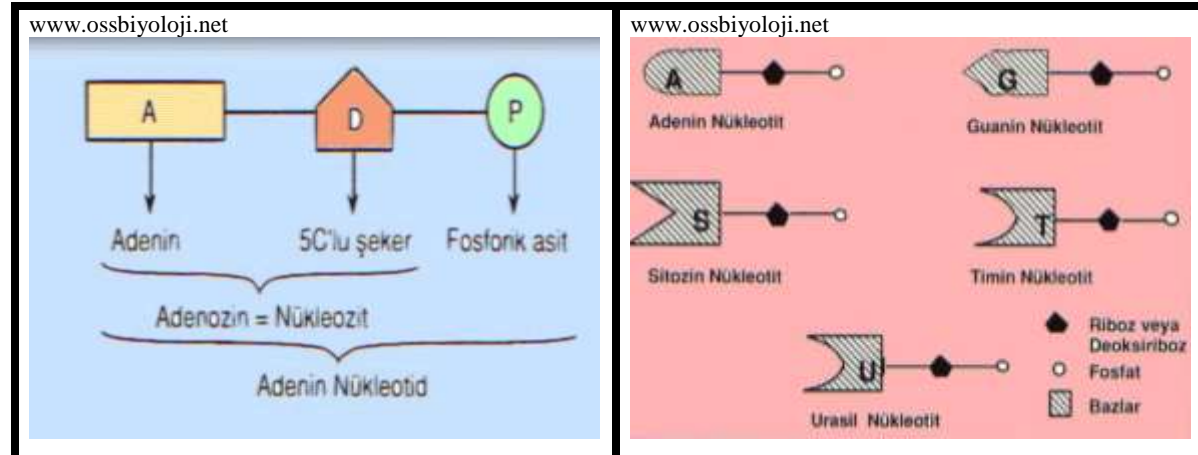 www.ossbiyoloji.net
A D P
Adenin 5C'lu şeker Fosforik asit
Adenozin = Nükleozit
Adenin Nükleotid
www.ossbiyoloji.net
A G
Adenin Nükleotit Guanin Nükleotit
S T
Sitozin Nükleotit Timin Nükleotit
U
Urasil Nükleotit
Riboz veya
Deoksiriboz
Fosfat
Bazlar